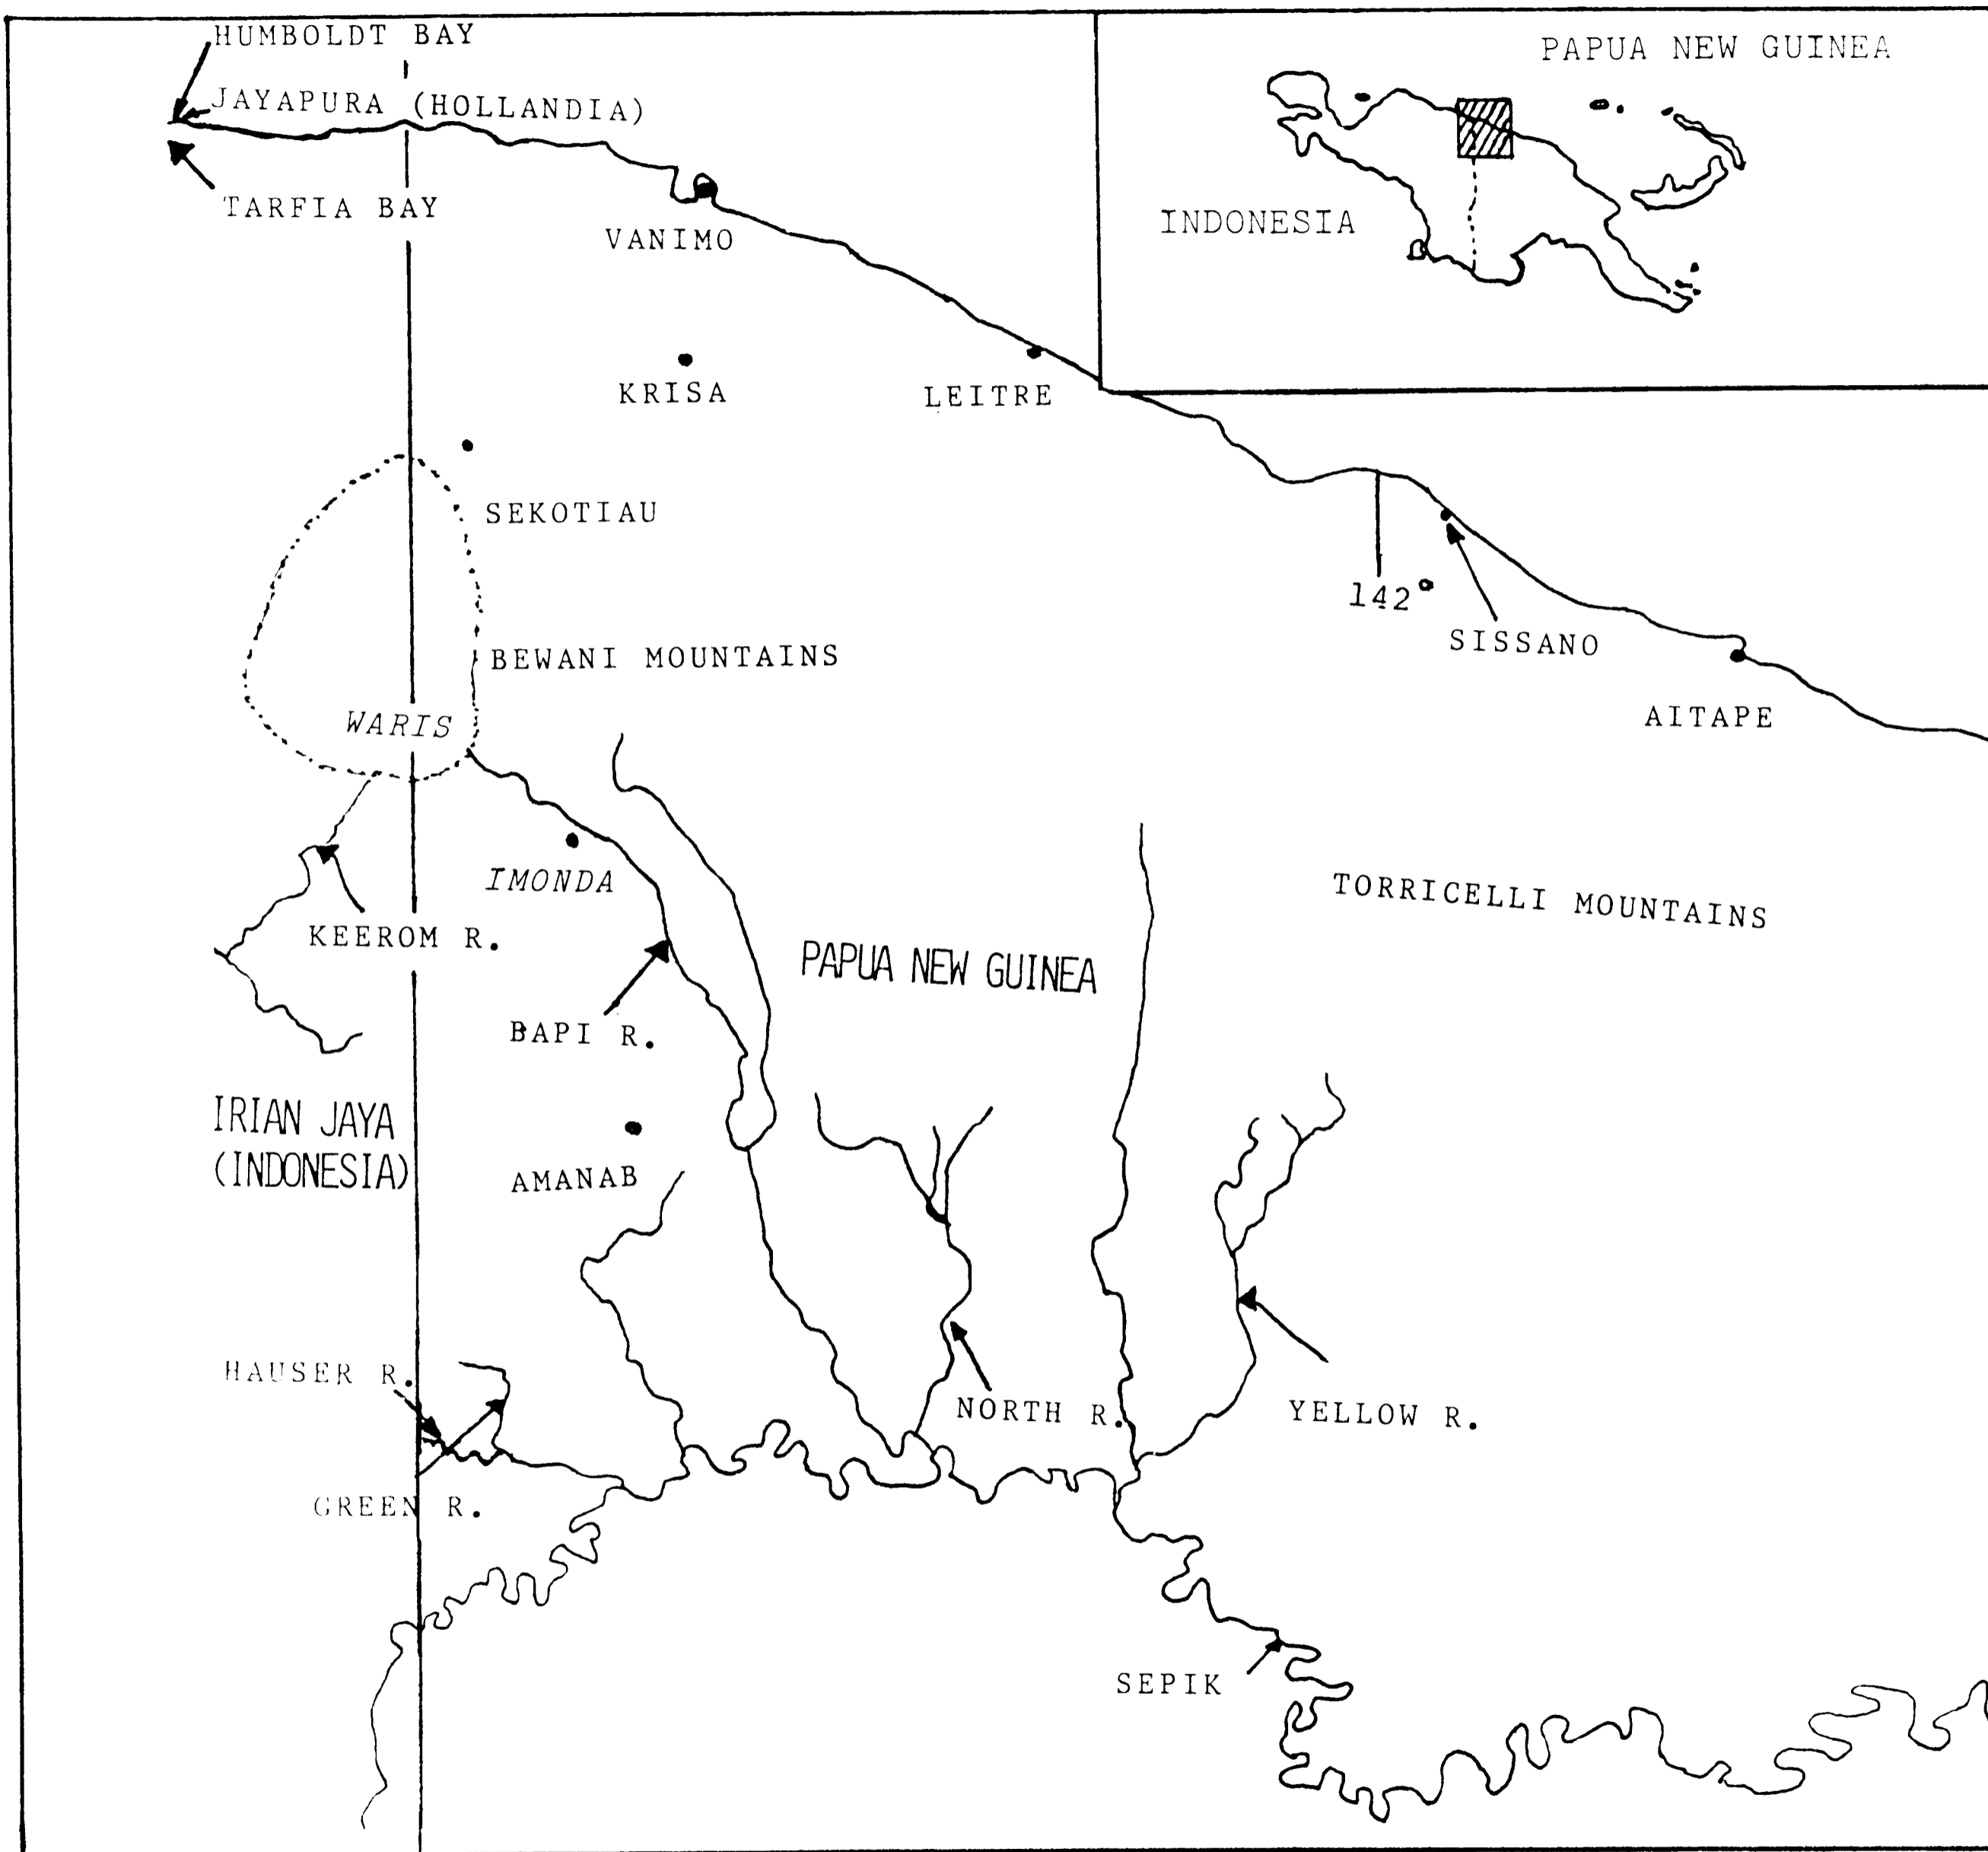 HUMBOLDT BAY
PAPUA NEW GUINEA
JAYAPURA (HOLLANDIA)
TARFIA BAY
INDONESIA
VANIMO
KRISA
LEITRE
SEKOTIAU
142°
SISSANO
BEWANI MOUNTAINS
WARIS
AITAPE
IMONDA
TORRICELLI MOUNTAINS
KEEROM R.
PAPUA NEW GUINEA
BAPI R.
IRIAN JAYA
(INDONESIA)
AMANAB
HAUSER R.
NORTH R.
YELLOW R.
GREEN R.
SEPIK